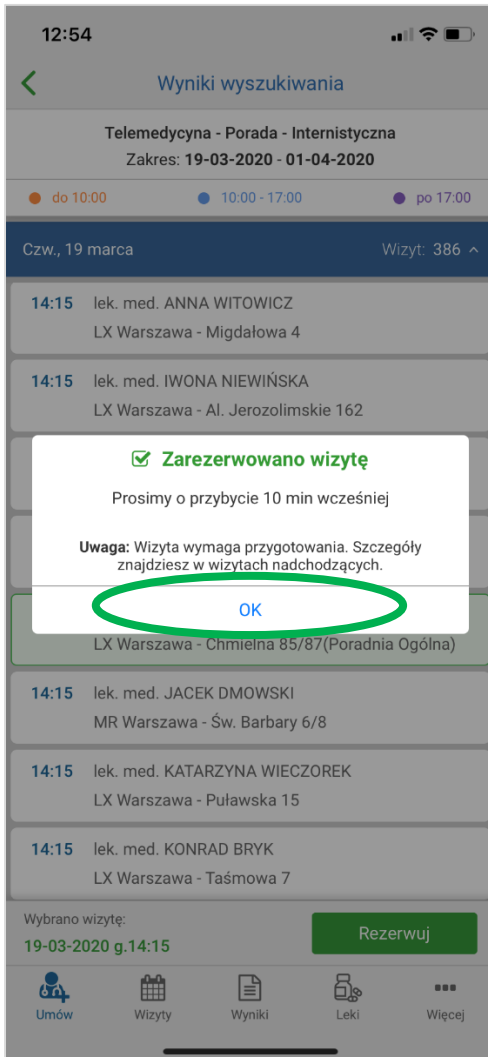 12:54
Wyniki wyszukiwania
Telemedycyna - Porada - Internistyczna
Zakres: 19-03-2020 - 01-04-2020
do 10:00 10:00 - 17:00 po 17:00
Czw., 19 marca Wizyt: 386
14:15 lek. med. ANNA WITOWICZ
LX Warszawa - Migdałowa 4
14:15 lek. med. IWONA NIEWIŃSKA
LX Warszawa - Al. Jerozolimskie 162
Zarezerwowano wizytę
Prosimy o przybycie 10 min wcześniej
Uwaga: Wizyta wymaga przygotowania. Szczegóły
znajdziesz w wizytach nadchodzących.
OK
LX Warszawa - Chmielna 85/87(Poradnia Ogólna)
14:15 lek. med. JACEK DMOWSKI
MR Warszawa - Św. Barbary 6/8
14:15 lek. med. KATARZYNA WIECZOREK
LX Warszawa - Puławska 15
14:15 lek. med. KONRAD BRYK
LX Warszawa - Taśmowa 7
Wybrano wizytę:
19-03-2020 g.14:15
Rezerwuj
Umów Wizyty Wyniki Leki Więcej